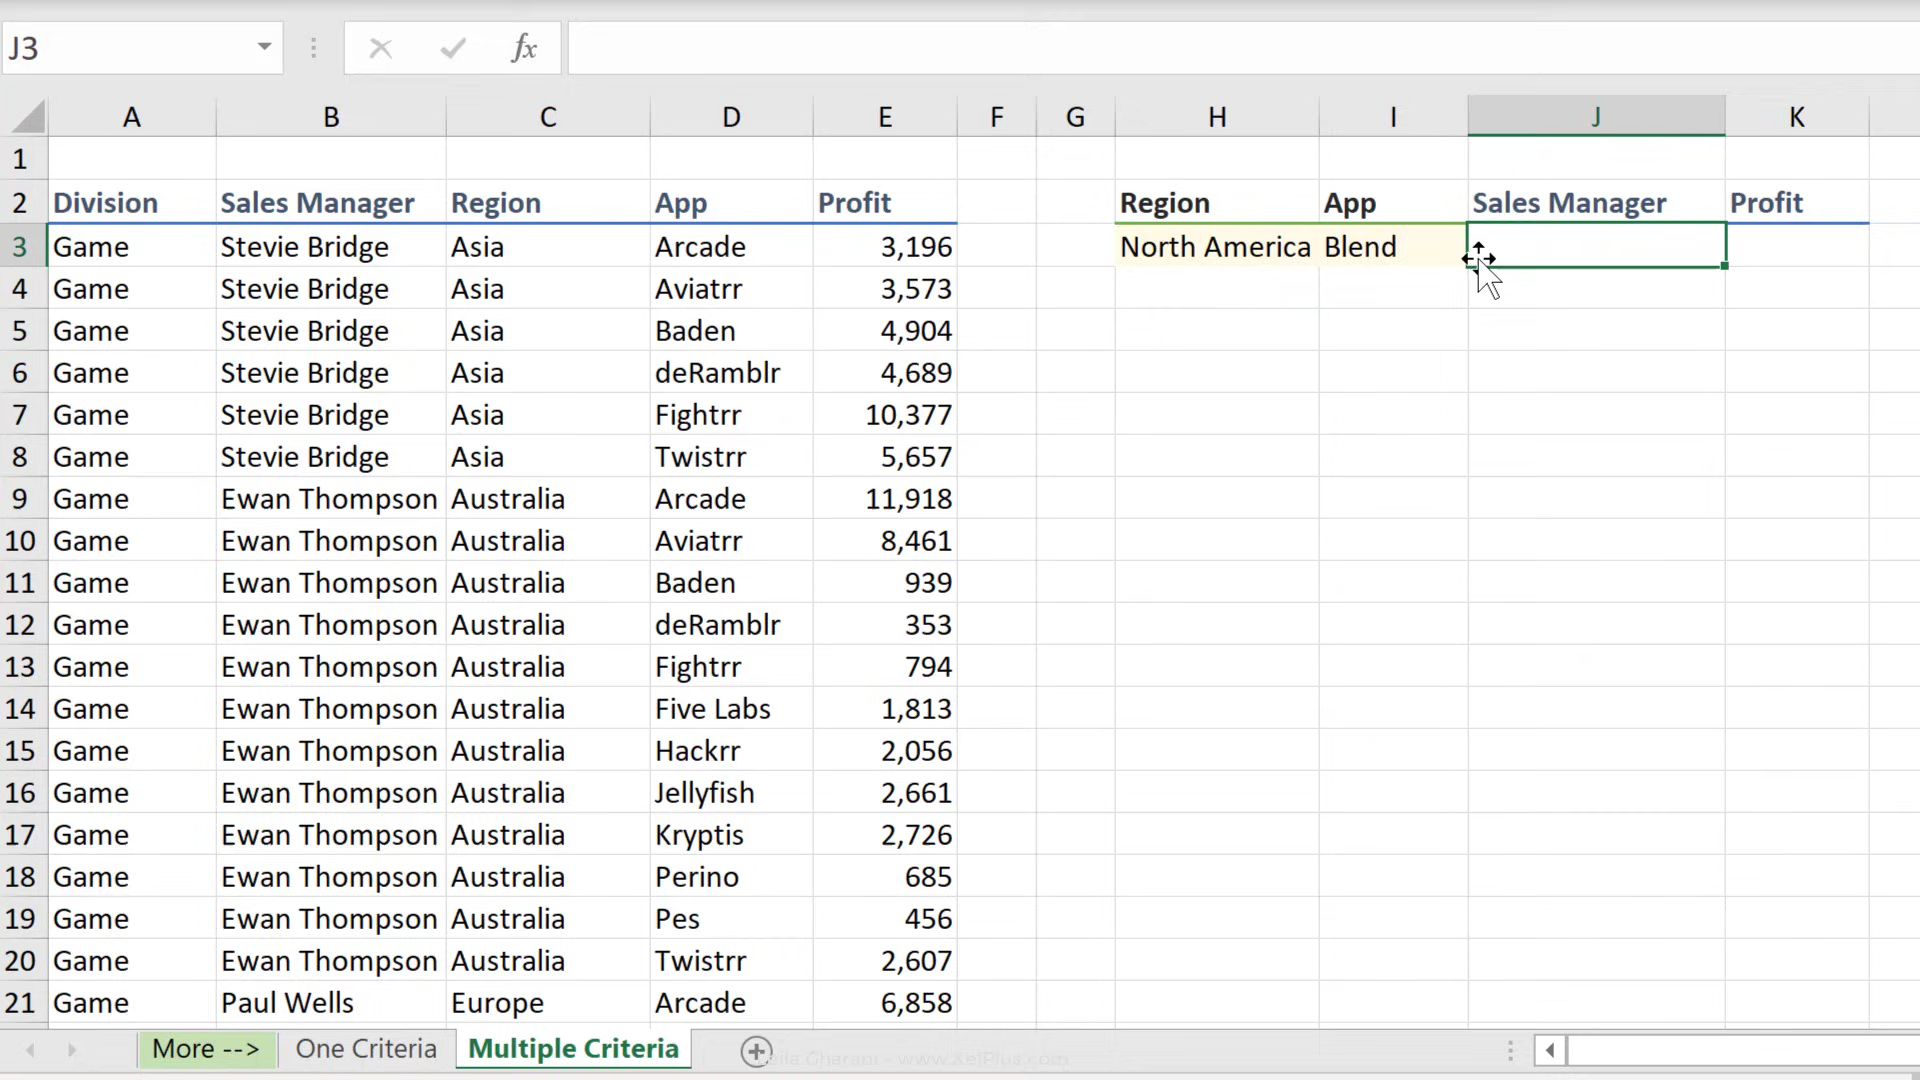 J3 fx
A B C D E F G H I J K
1
2 Division Sales Manager Region App Profit Region App Sales Manager Profit
3 Game Stevie Bridge Asia Arcade 3,196 North America Blend
4 Game Stevie Bridge Asia Aviatrr 3,573
5 Game Stevie Bridge Asia Baden 4,904
6 Game Stevie Bridge Asia deRamblr 4,689
7 Game Stevie Bridge Asia Fightrr 10,377
8 Game Stevie Bridge Asia Twistrr 5,657
9 Game Ewan Thompson Australia Arcade 11,918
10 Game Ewan Thompson Australia Aviatrr 8,461
11 Game Ewan Thompson Australia Baden 939
12 Game Ewan Thompson Australia deRamblr 353
13 Game Ewan Thompson Australia Fightrr 794
14 Game Ewan Thompson Australia Five Labs 1,813
15 Game Ewan Thompson Australia Hackrr 2,056
16 Game Ewan Thompson Australia Jellyfish 2,661
17 Game Ewan Thompson Australia Kryptis 2,726
18 Game Ewan Thompson Australia Perino 685
19 Game Ewan Thompson Australia Pes 456
20 Game Ewan Thompson Australia Twistrr 2,607
21 Game Paul Wells Europe Arcade 6,858
More --> One Criteria Multiple Criteria
- www.XelPlus.com